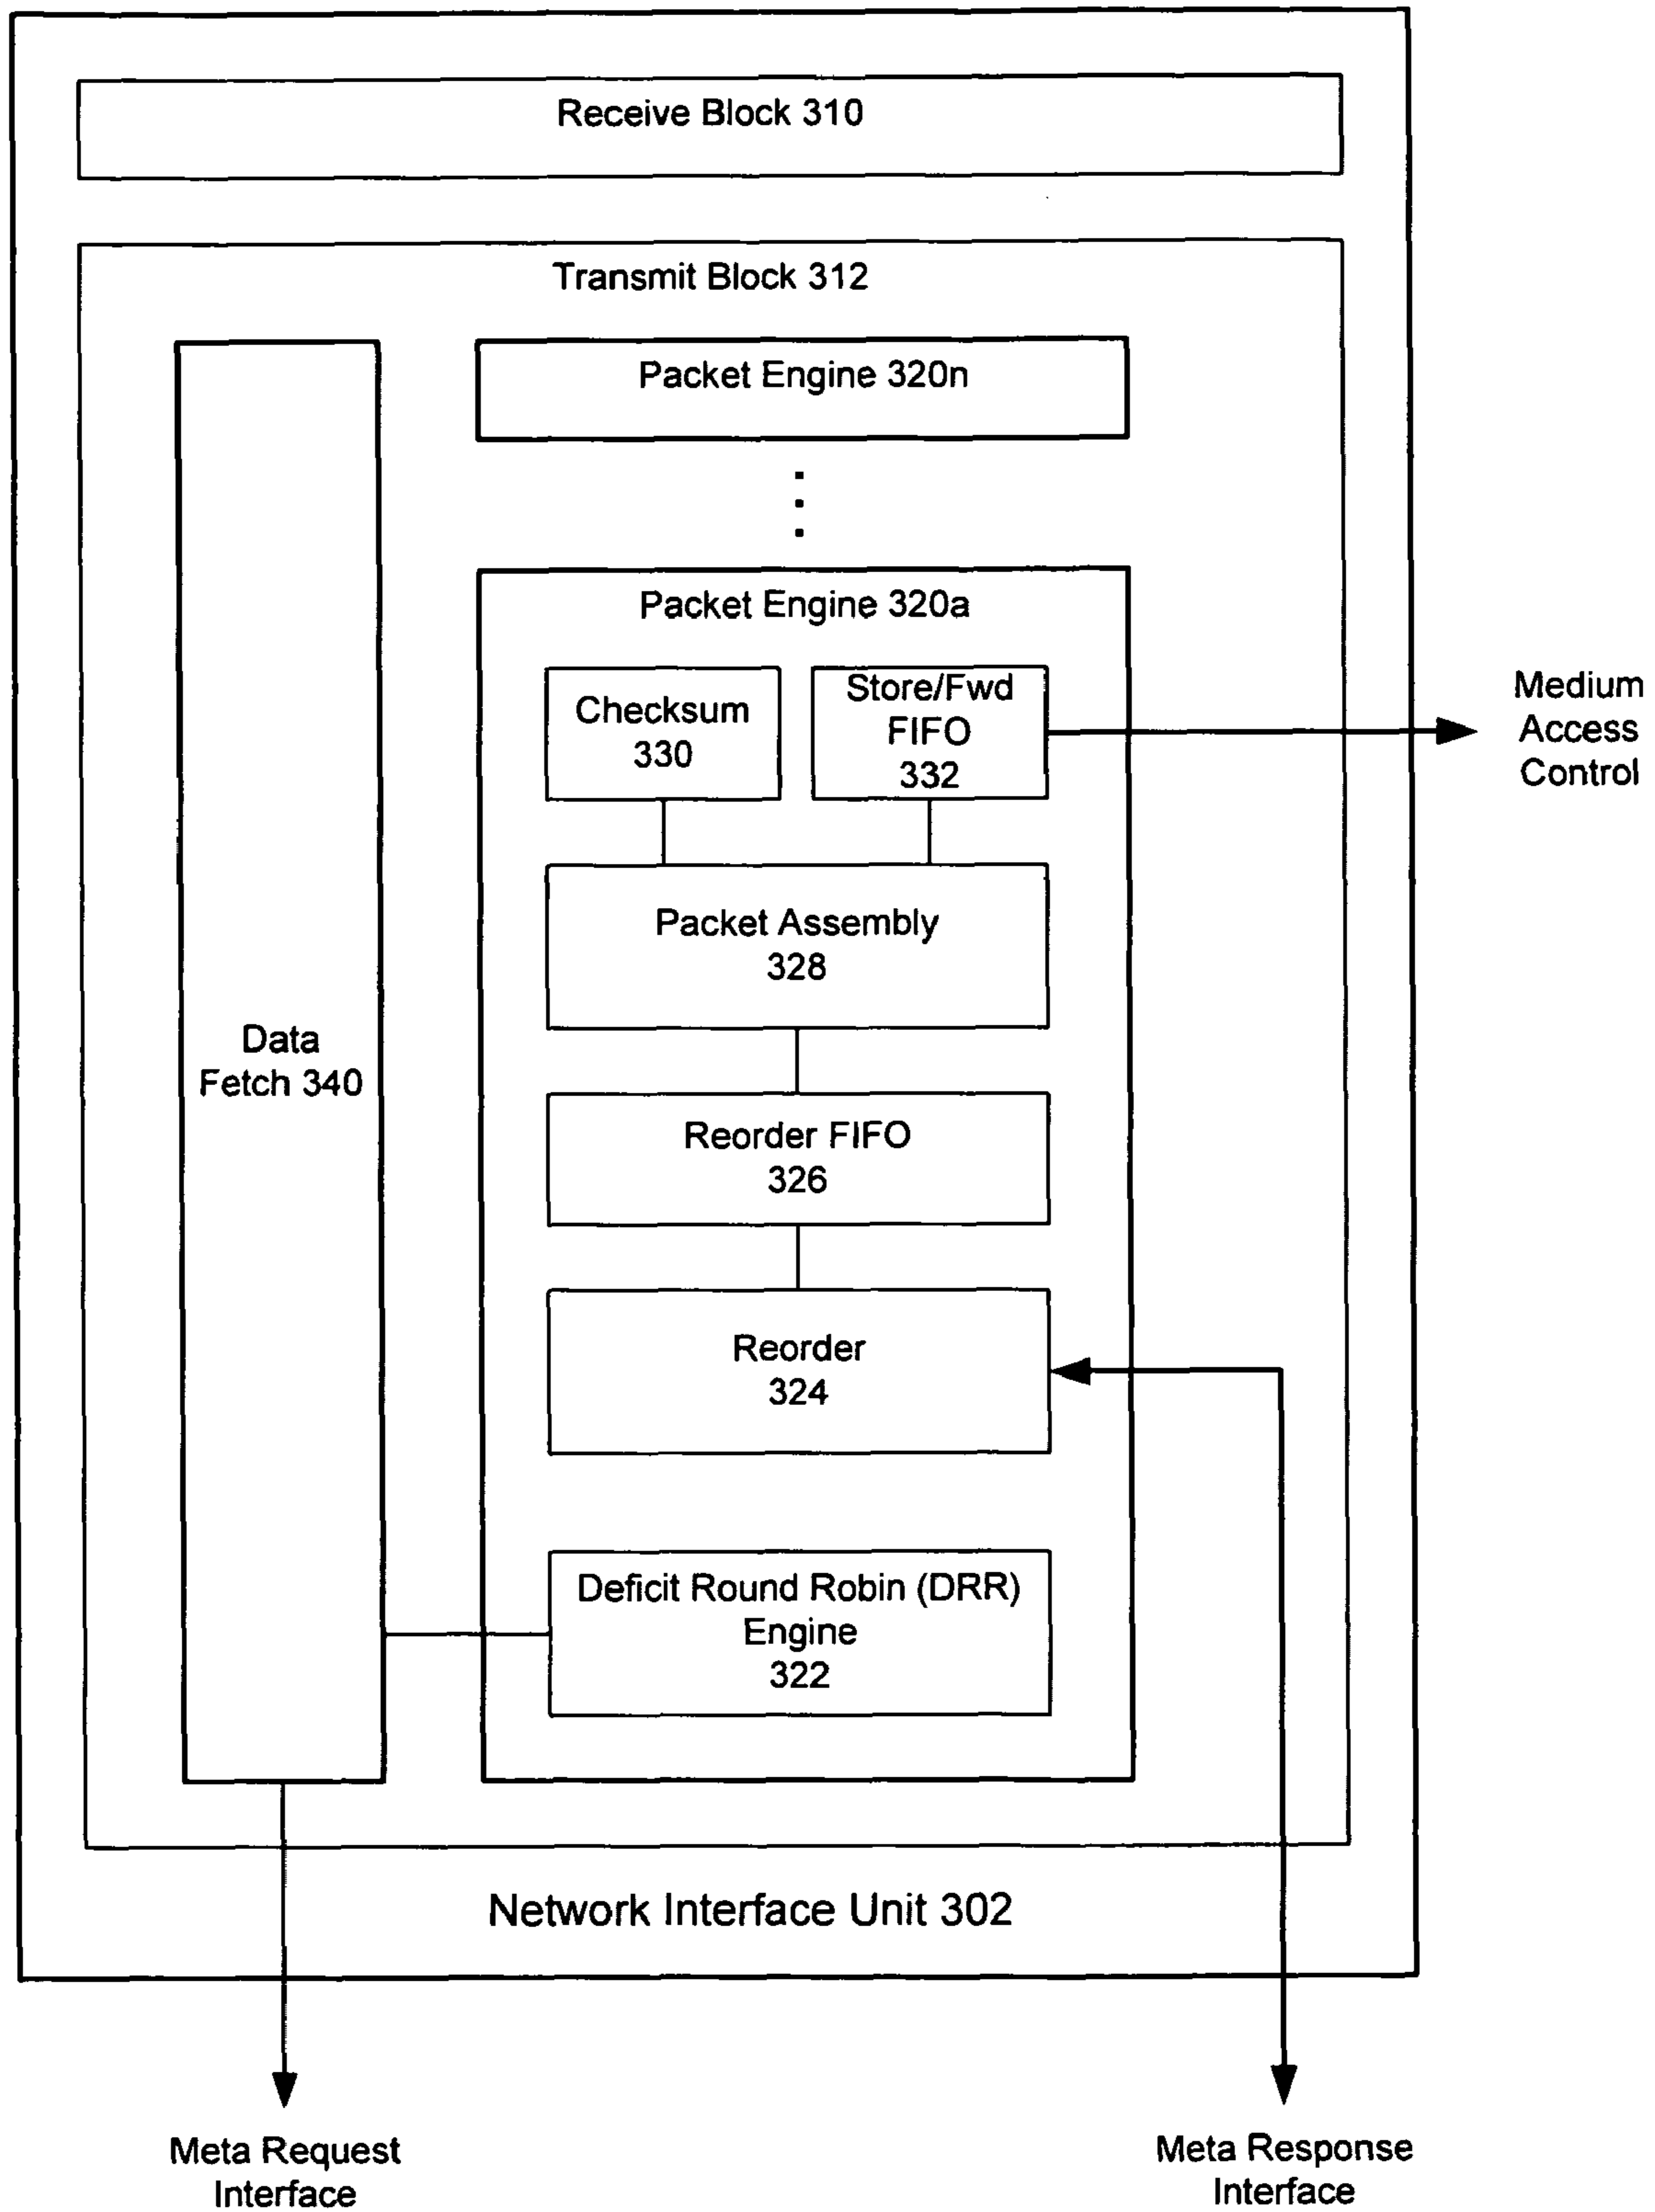 Receive Block 310
Transmit Block 312
Packet Engine 320n
Packet Engine 320a
Checksum
330
Store/Fwd
FIFO
332
Medium
Access
Control
Packet Assembly
328
Data
Fetch 340
Reorder FIFO
326
Reorder
324
Deficit Round Robin (DRR)
Engine
322
Network Interface Unit 302
Meta Request
Interface
Meta Response
Interface